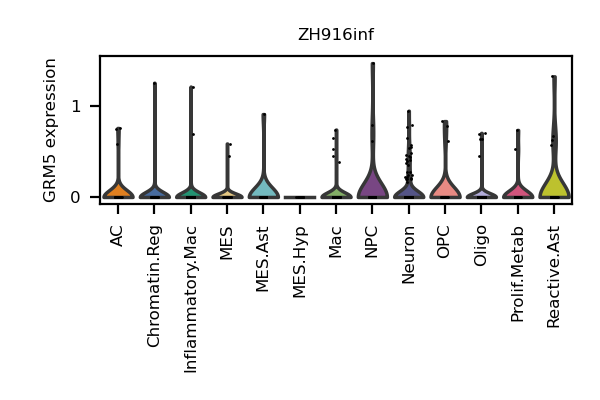 ZH916inf
GRM5 expression
1
0
AC
Chromatin.Reg
Inflammatory.Mac
MES
MES.Ast
MES.Hyp
Mac
NPC
Neuron
OPC
Oligo
Prolif.Metab
Reactive.Ast